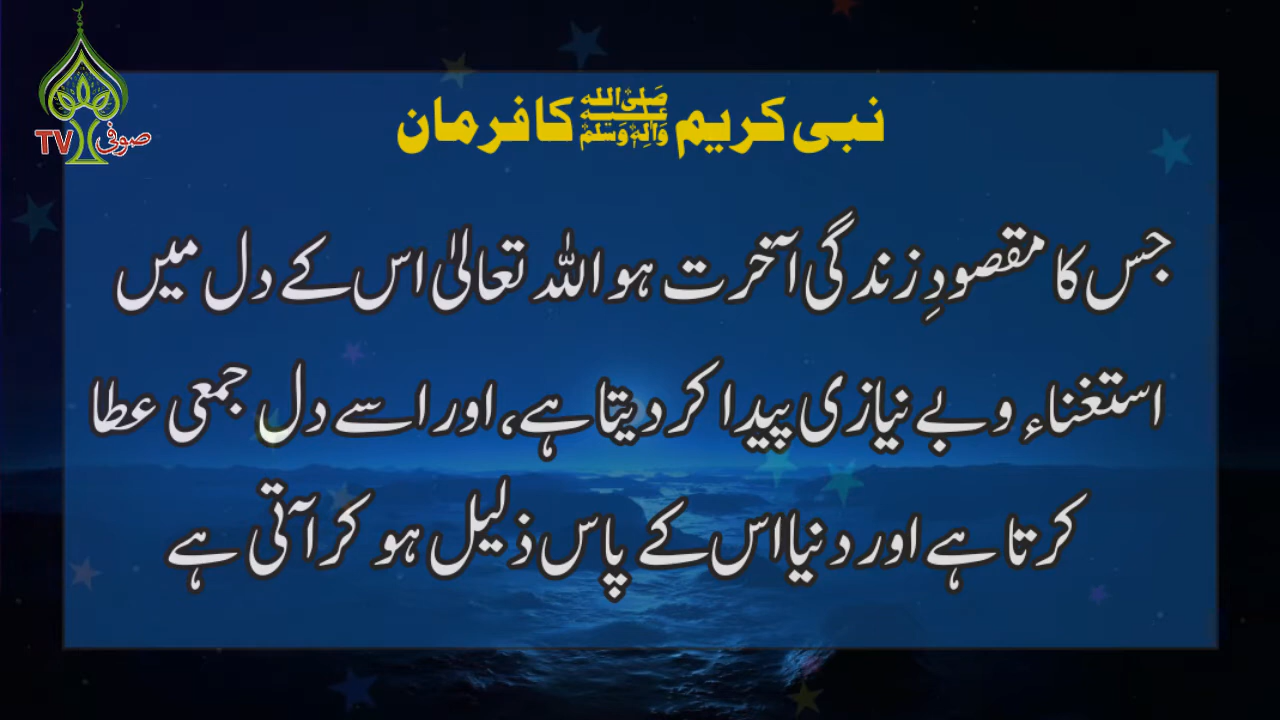 صوفی TV
نبی کریم ﷺ کا فرمان
جس کا مقصودِ زندگی آخرت ہو اللہ تعالیٰ اس کے دل میں
استغناء و بے نیازی پیدا کر دیتا ہے، اور اسے دل جمعی عطا
کرتا ہے اور دنیا اس کے پاس ذلیل ہو کر آتی ہے